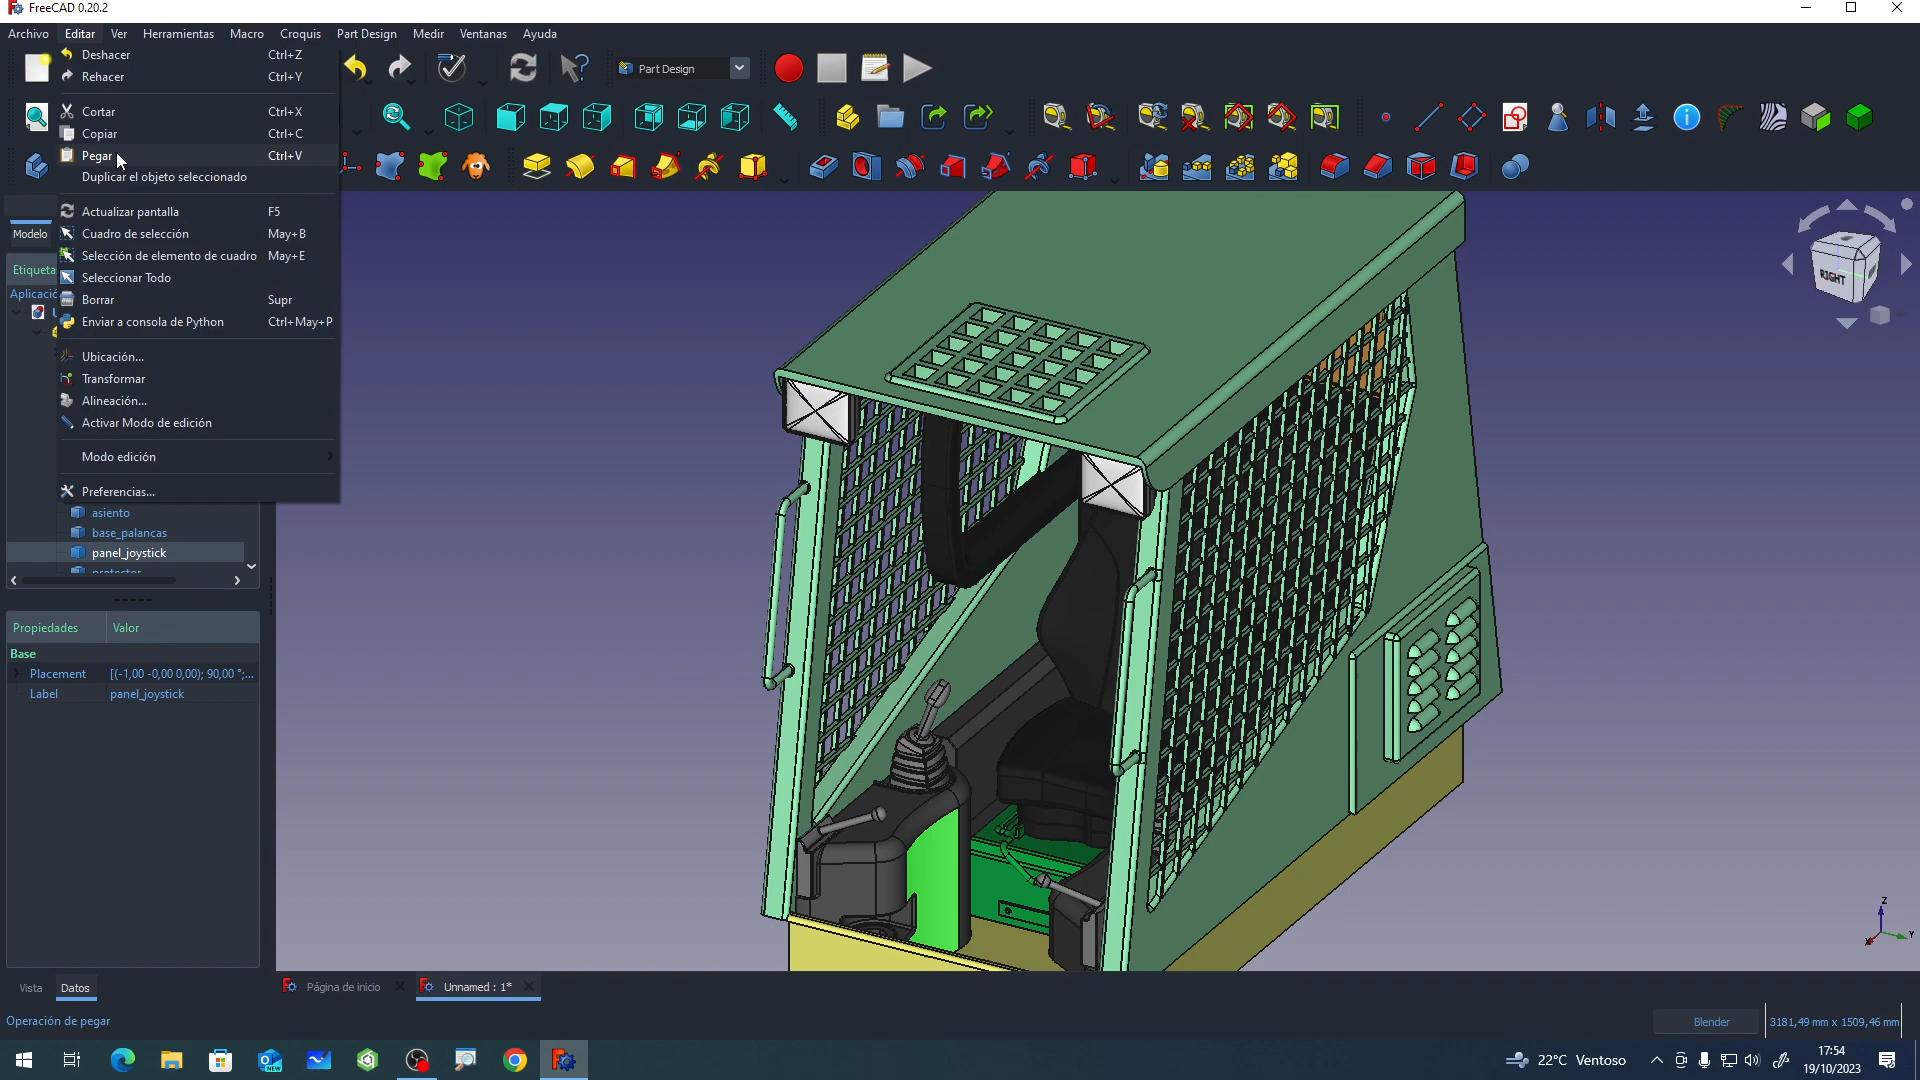 FreeCAD 0.20.2
Archivo Editar Ver Herramientas Macro Croquis Part Design Medir Ventanas Ayuda
Deshacer Ctrl+Z
Rehacer Ctrl+Y
Part Design
Cortar Ctrl+X
Copiar Ctrl+C
Pegar Ctrl+V
Duplicar el objeto seleccionado
Actualizar pantalla F5
Modelo
Cuadro de selección May+B
Selección de elemento de cuadro May+E
Etiqueta
Seleccionar Todo
Aplicació
Borrar Supr
Enviar a consola de Python Ctrl+May+P
Ubicación...
Transformar
Alineación...
Activar Modo de edición
Modo edición
Preferencias...
asiento
base_palancas
panel_joystick
protector
Propiedades Valor
Base
Placement [(-1,00 -0,00 0,00); 90,00 °;...
Label panel_joystick
RIGHT
Z
Y
X
Vista Datos
Página de inicio
Unnamed : 1*
Operación de pegar
Blender
3181,49 mm x 1509,46 mm
NEW
22°C Ventoso
17:54
19/10/2023